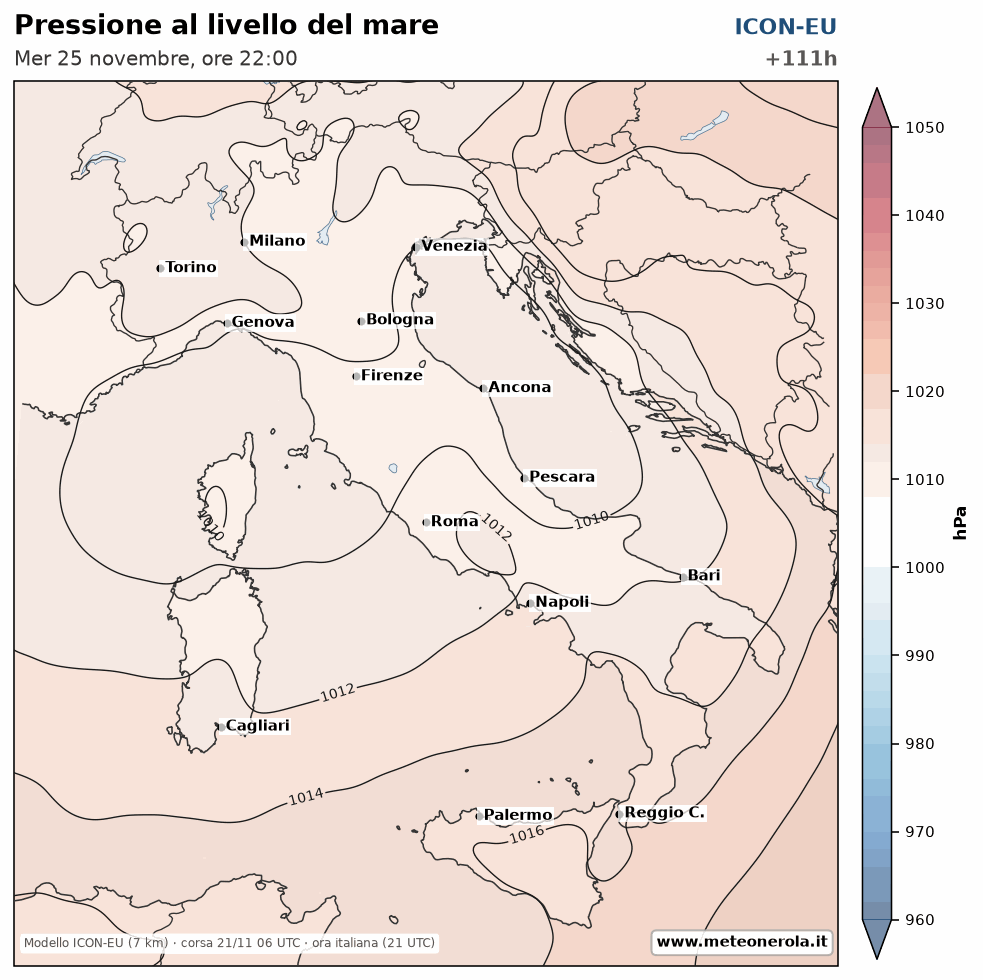 Pressione al livello del mare
ICON-EU
Mer 25 novembre, ore 22:00
+111h
1050
1040
1030
1020
1010
1000
990
980
970
960
hPa
Milano
Venezia
Torino
Genova
Bologna
Firenze
Ancona
Pescara
1010
1010
Roma
1012
Bari
Napoli
1012
Cagliari
1014
Palermo
Reggio C.
1016
Modello ICON-EU (7 km) · corsa 21/11 06 UTC · ora italiana (21 UTC)
www.meteonerola.it